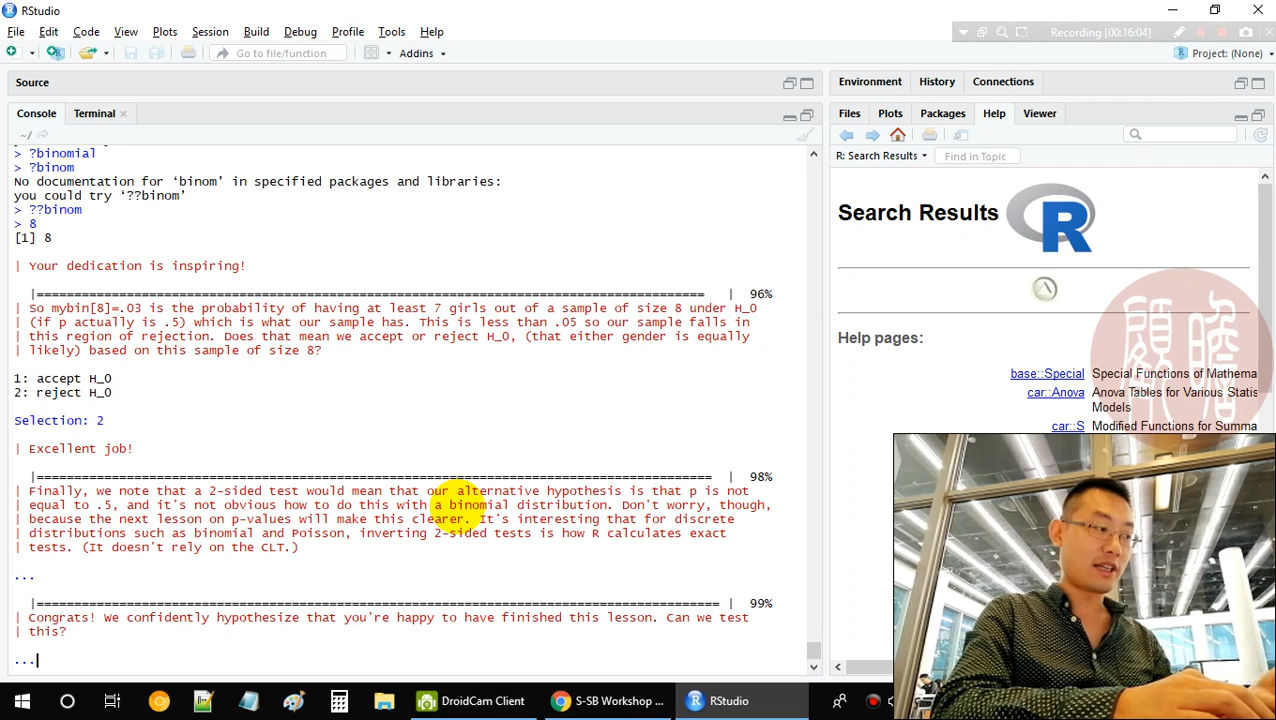 RStudio
File Edit Code View Plots Session Build Debug Profile Tools Help
Recording [00:16:04]
Go to file/function
Addins
Project: (None)
Source
Console Terminal
~/
> ?binomial
> ?binom
No documentation for ‘binom’ in specified packages and libraries:
you could try ‘??binom’
> ??binom
> 8
[1] 8
| Your dedication is inspiring!
|======================================================================================= | 96%
| So mybin[8]=.03 is the probability of having at least 7 girls out of a sample of size 8 under H_0
| (if p actually is .5) which is what our sample has. This is less than .05 so our sample falls in
| this region of rejection. Does that mean we accept or reject H_0, (that either gender is equally
| likely) based on this sample of size 8?
1: accept H_0
2: reject H_0
Selection: 2
| Excellent job!
|======================================================================================== | 98%
| Finally, we note that a 2-sided test would mean that our alternative hypothesis is that p is not
| equal to .5, and it's not obvious how to do this with a binomial distribution. Don't worry, though,
| because the next lesson on p-values will make this clearer. It's interesting that for discrete
| distributions such as binomial and Poisson, inverting 2-sided tests is how R calculates exact
| tests. (It doesn't rely on the CLT.)
...
|========================================================================================= | 99%
| Congrats! We confidently hypothesize that you're happy to have finished this lesson. Can we test
| this?
...
Environment History Connections
Files Plots Packages Help Viewer
R: Search Results
Find in Topic
Search Results
R
Help pages:
base::Special Special Functions of Mathema
car::Anova Anova Tables for Various Statis
Models
car::S Modified Functions for Summa
DroidCam Client
S-SB Workshop ...
RStudio